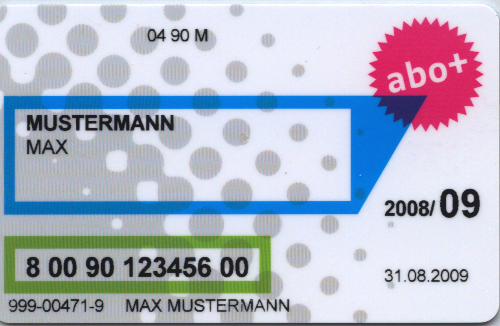 04 90 M
abo+
MUSTERMANN
MAX
2008/09
8 00 90 123456 00
31.08.2009
999-00471-9 MAX MUSTERMANN